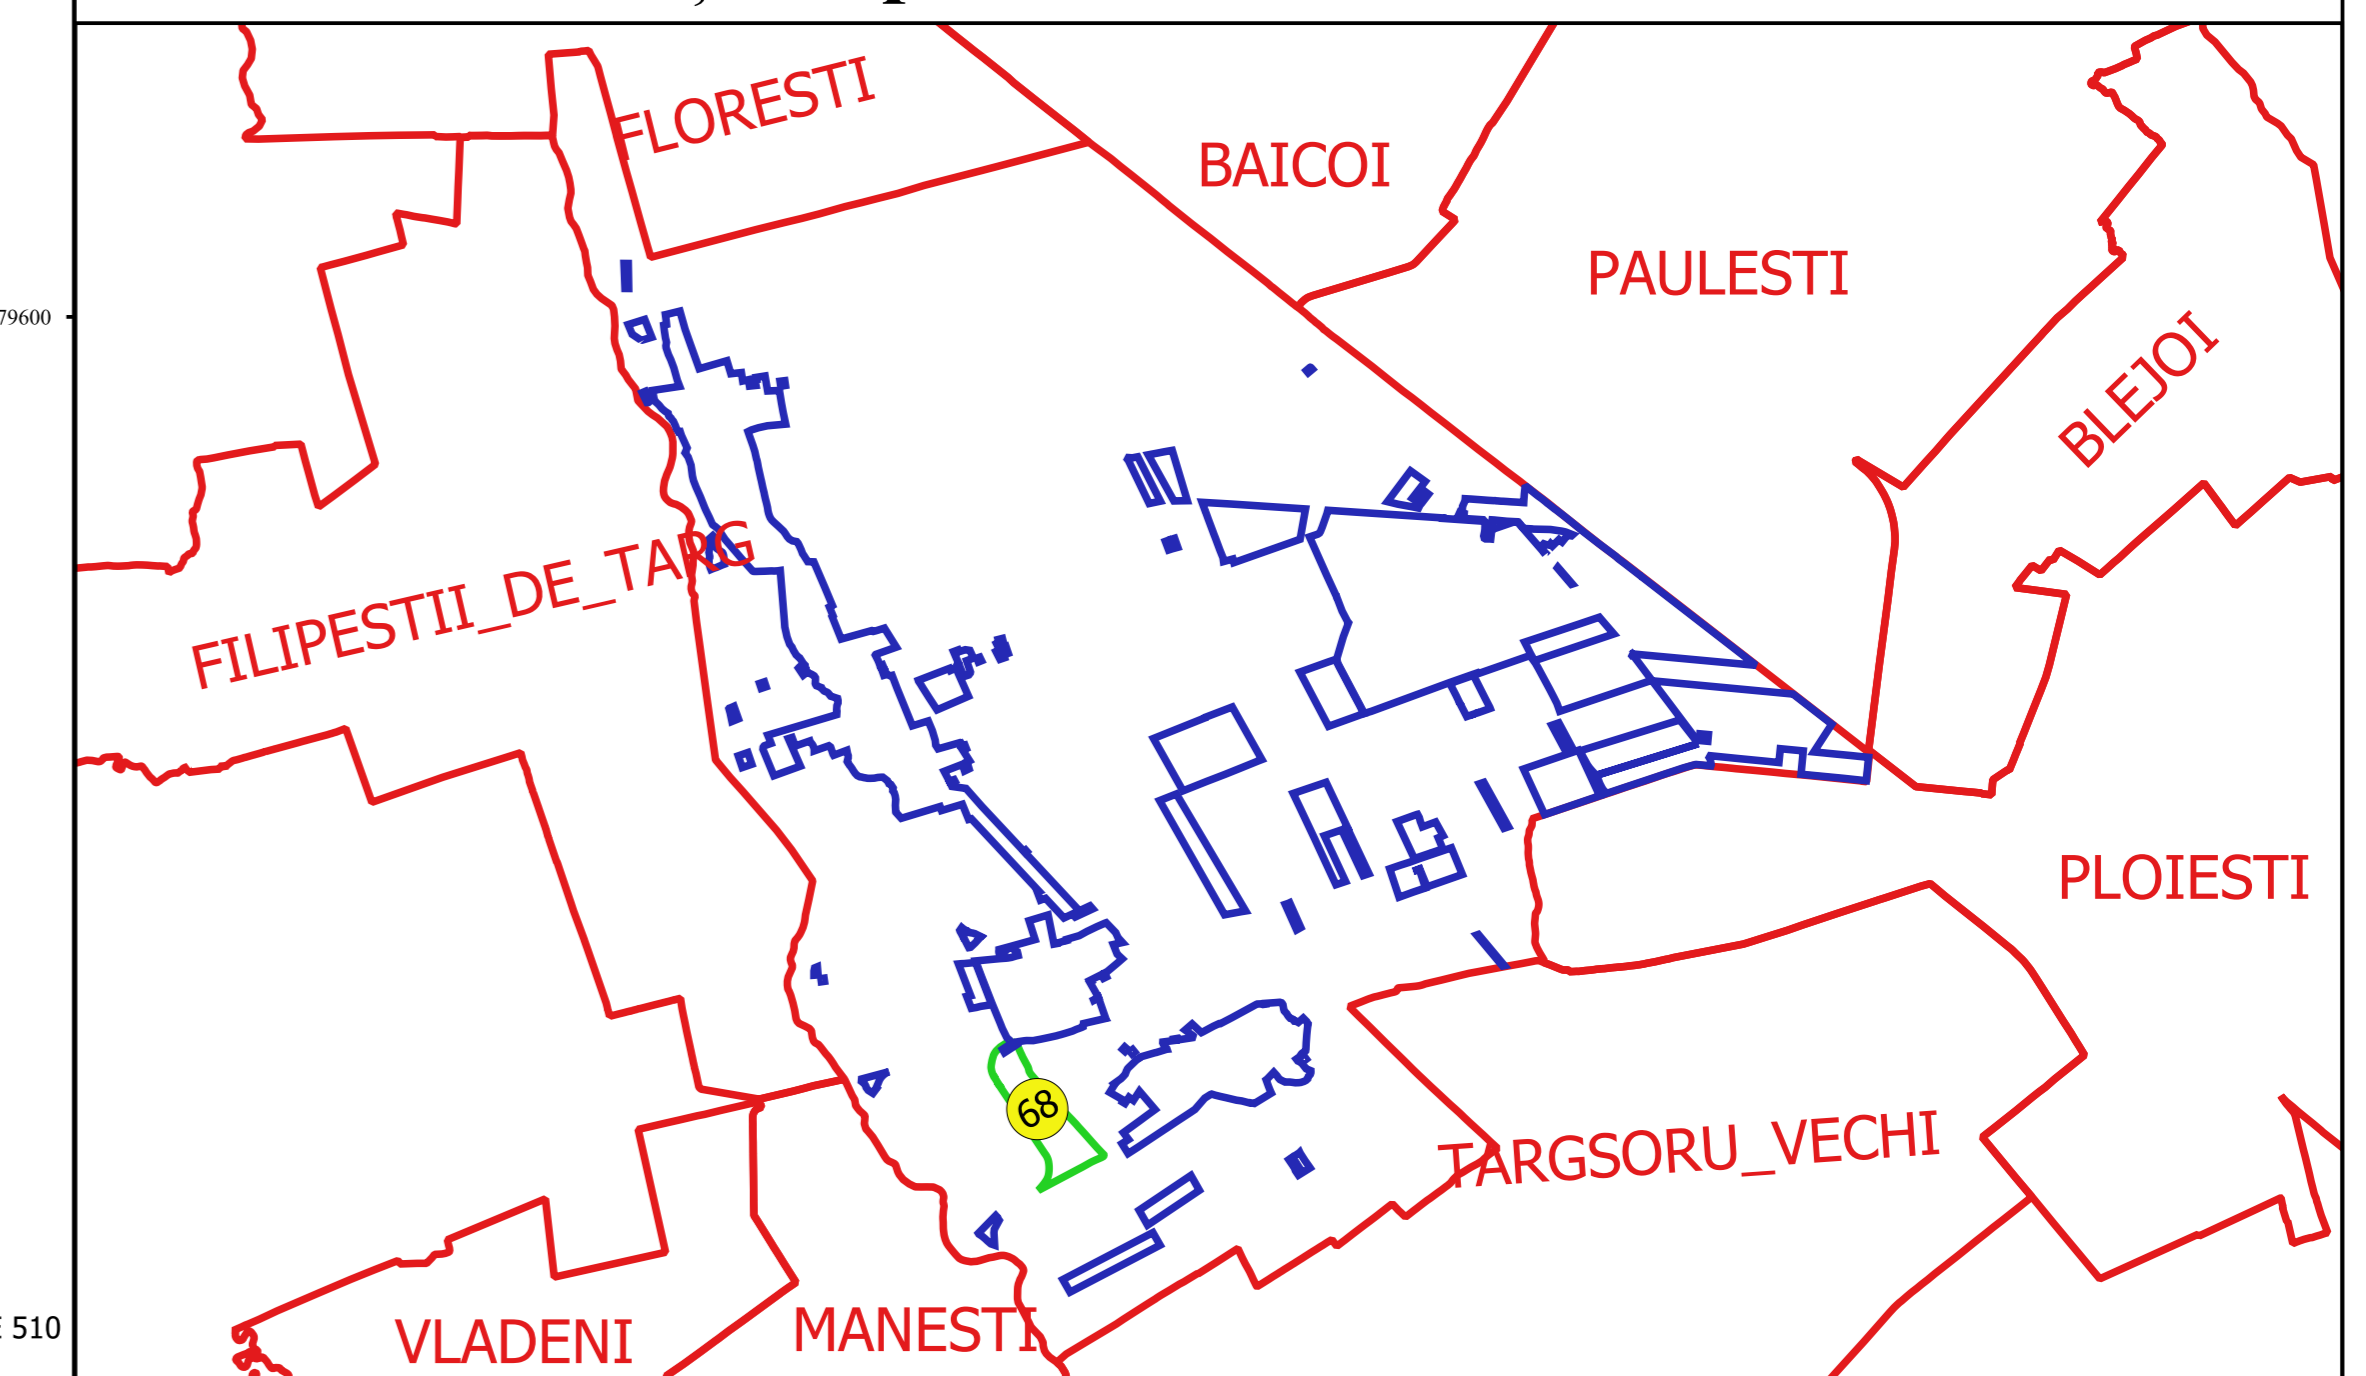 FLORESTI
BAICOI
PAULESTI
79600
BLEJOI
FILIPESTII_DE_TARG
PLOIESTI
68
TARGSORU_VECHI
510
VLADENI
MANESTI